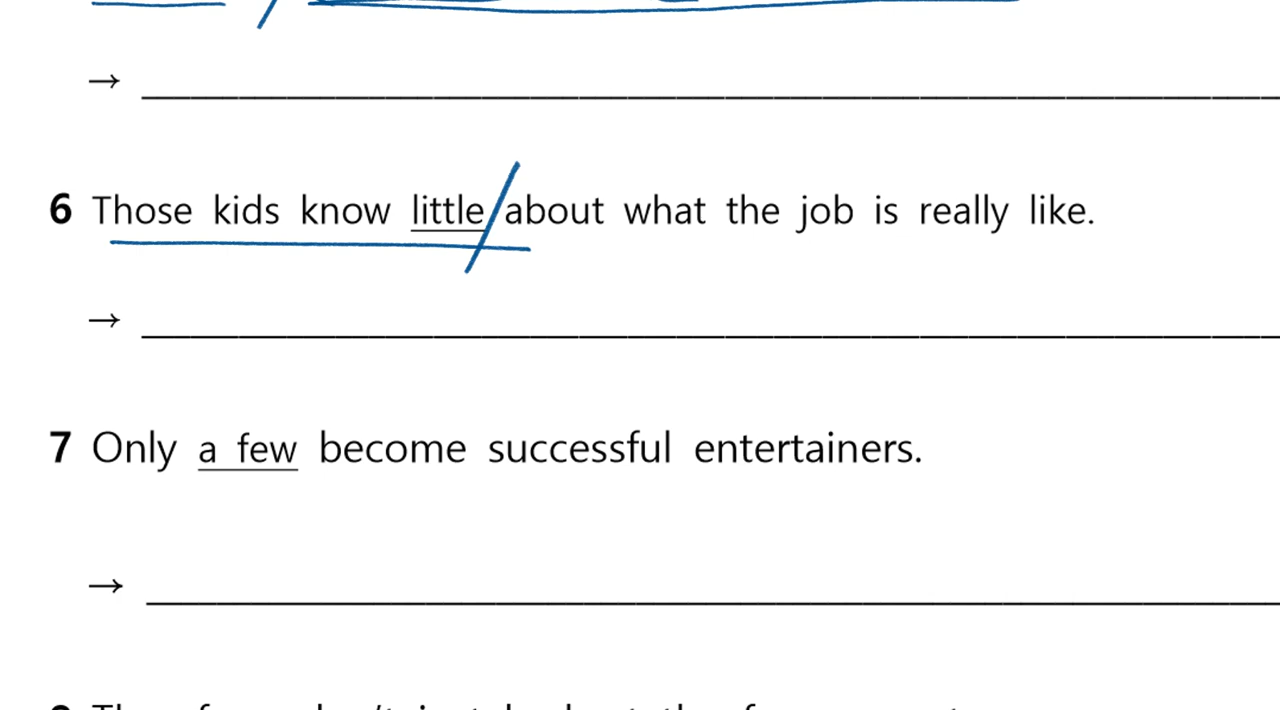 →
6 Those kids know little about what the job is really like.
→
7 Only a few become successful entertainers.
→